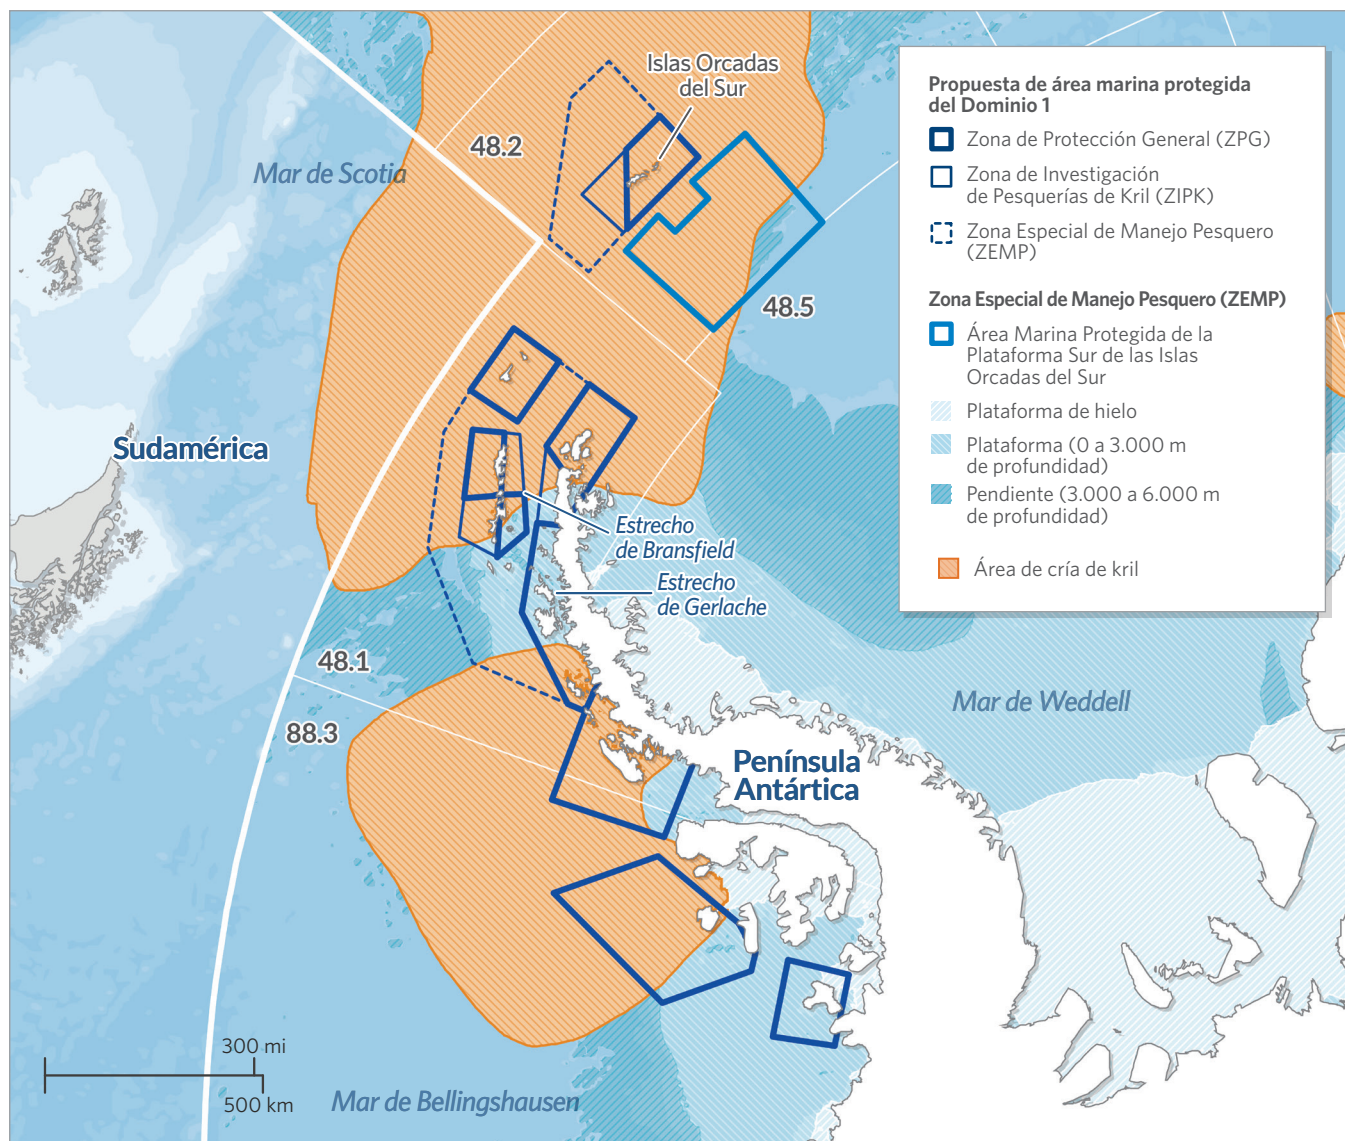 Islas Orcadas
del Sur
48.2
Mar de Scotia
48.5
Sudamérica
Estrecho
de Bransfield
Estrecho
de Gerlache
48.1
88.3
Mar de Weddell
Península
Antártica
300 mi
500 km
Mar de Bellingshausen
Propuesta de área marina protegida
del Dominio 1
Zona de Protección General (ZPG)
Zona de Investigación
de Pesquerías de Kril (ZIPK)
Zona Especial de Manejo Pesquero
(ZEMP)
Zona Especial de Manejo Pesquero (ZEMP)
Área Marina Protegida de la
Plataforma Sur de las Islas
Orcadas del Sur
Plataforma de hielo
Plataforma (0 a 3.000 m
de profundidad)
Pendiente (3.000 a 6.000 m
de profundidad)
Área de cría de kril